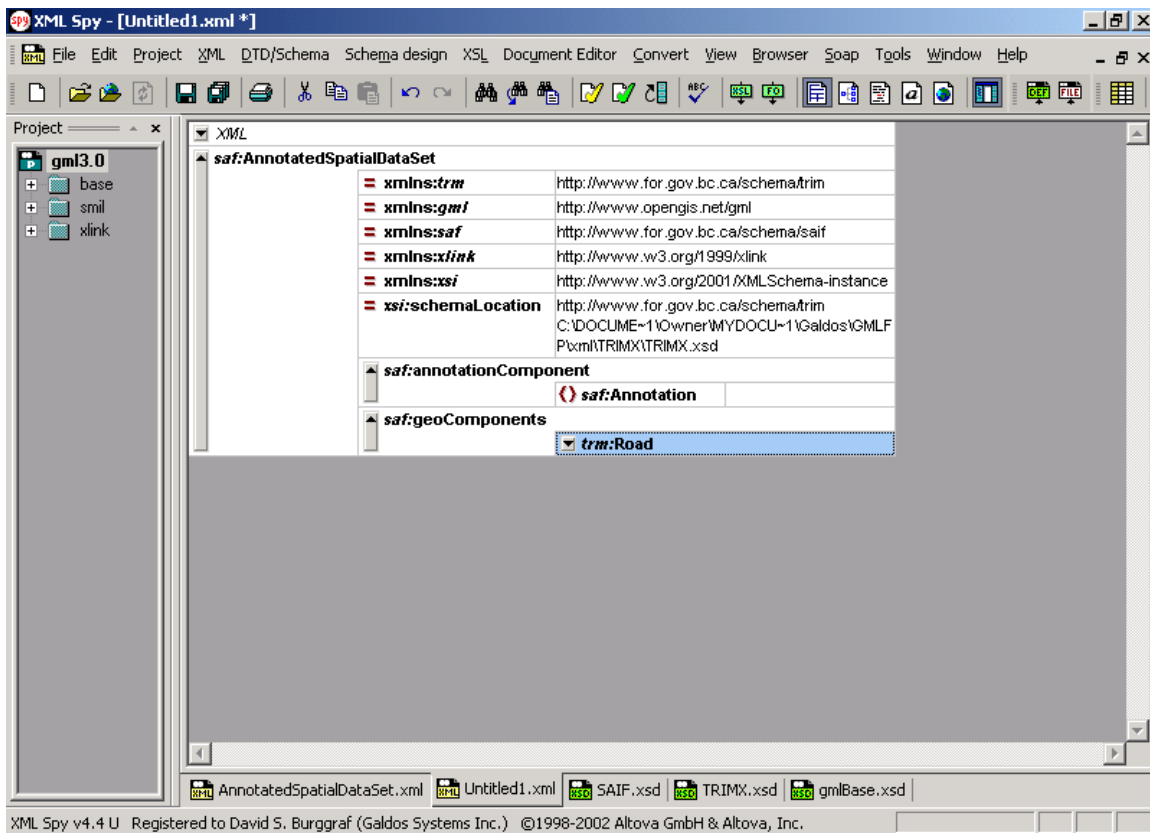 XML Spy - [Untitled1.xml *]
File Edit Project XML DTD/Schema Schema design XSL Document Editor Convert View Browser Soap Tools Window Help
Project
XML
gml3.0
base
smil
xlink
saf:AnnotatedSpatialDataSet
= xmlns:trm http://www.for.gov.bc.ca/schema/trim
= xmlns:gml http://www.opengis.net/gml
= xmlns:saf http://www.for.gov.bc.ca/schema/saif
= xmlns:xlink http://www.w3.org/1999/xlink
= xmlns:xsi http://www.w3.org/2001/XMLSchema-instance
= xsi:schemaLocation http://www.for.gov.bc.ca/schema/trim
C:\DOCUME~1\Owner\MYDOCU~1\Galdos\GMLF
P\xml\TRIMX\TRIMX.xsd
saf:annotationComponent
() saf:Annotation
saf:geoComponents
trm:Road
AnnotatedSpatialDataSet.xml Untitled1.xml SAIF.xsd TRIMX.xsd gmlBase.xsd
XML Spy v4.4 U Registered to David S. Burggraf (Galdos Systems Inc.) ©1998-2002 Altova GmbH & Altova, Inc.